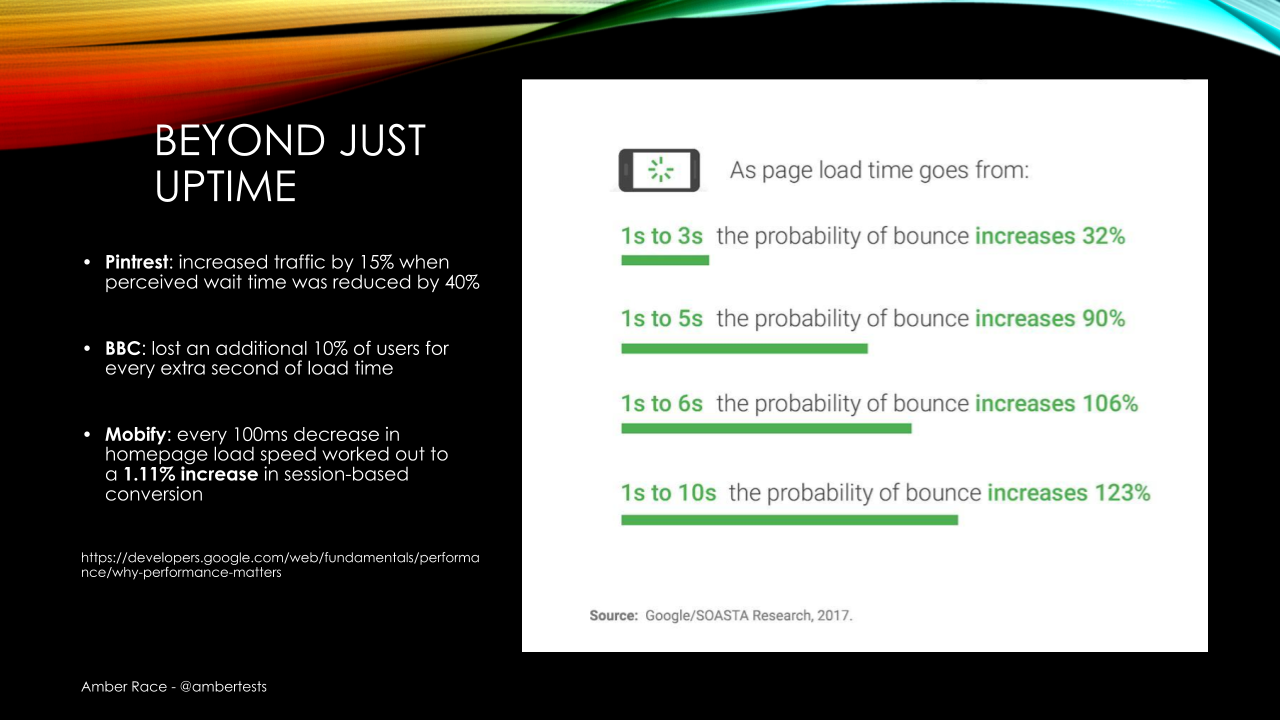 BEYOND JUST
UPTIME
• Pintrest: increased traffic by 15% when
perceived wait time was reduced by 40%
• BBC: lost an additional 10% of users for
every extra second of load time
• Mobify: every 100ms decrease in
homepage load speed worked out to
a 1.11% increase in session-based
conversion
https://developers.google.com/web/fundamentals/performa
nce/why-performance-matters
Amber Race - @ambertests
As page load time goes from:
1s to 3s the probability of bounce increases 32%
1s to 5s the probability of bounce increases 90%
1s to 6s the probability of bounce increases 106%
1s to 10s the probability of bounce increases 123%
Source: Google/SOASTA Research, 2017.